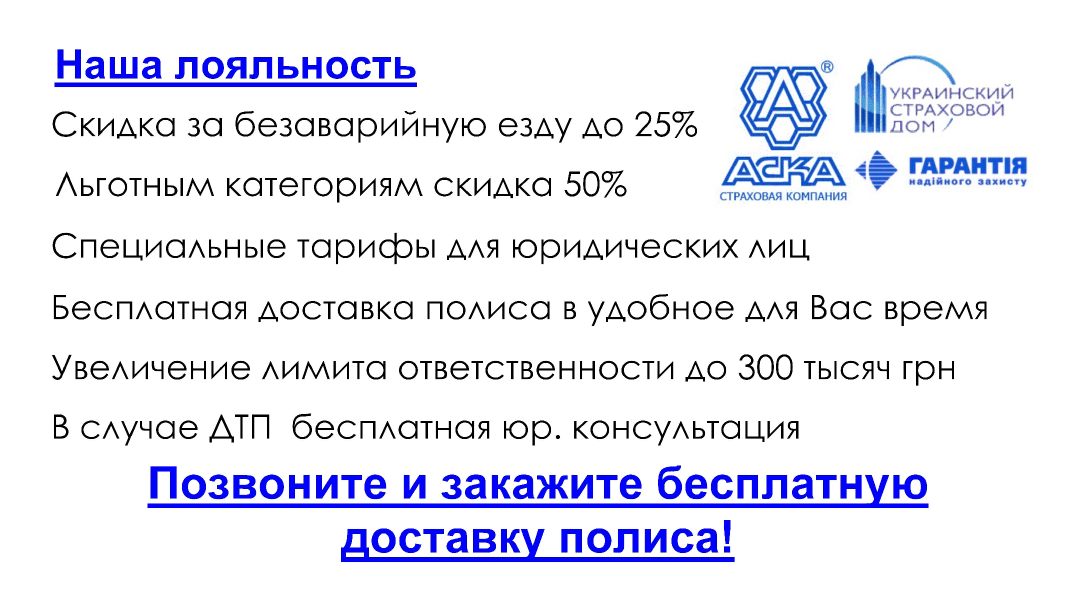 Наша лояльность
Скидка за безаварийную езду до 25%
Льготным категориям скидка 50%
Специальные тарифы для юридических лиц
Бесплатная доставка полиса в удобное для Вас время
Увеличение лимита ответственности до 300 тысяч грн
В случае ДТП бесплатная юр. консультация
Позвоните и закажите бесплатную
доставку полиса!
А®
АСКА
СТРАХОВАЯ КОМПАНИЯ
УКРАИНСКИЙ
СТРАХОВОЙ
ДОМ
ГАРАНТІЯ
надійного захисту